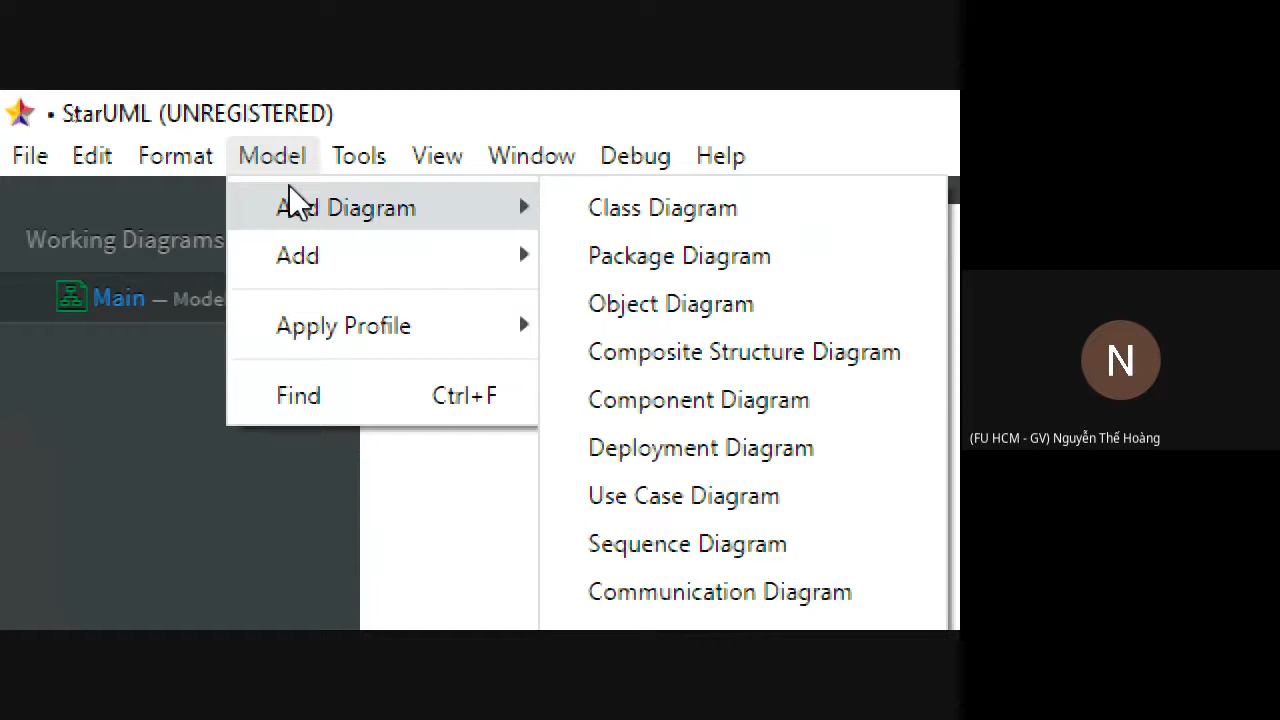 • StarUML (UNREGISTERED)
File Edit Format Model Tools View Window Debug Help
Working Diagrams
Main — Mode
Add Diagram
Add
Apply Profile
Find Ctrl+F
Class Diagram
Package Diagram
Object Diagram
Composite Structure Diagram
Component Diagram
Deployment Diagram
Use Case Diagram
Sequence Diagram
Communication Diagram
N
(FU HCM - GV) Nguyễn Thế Hoàng